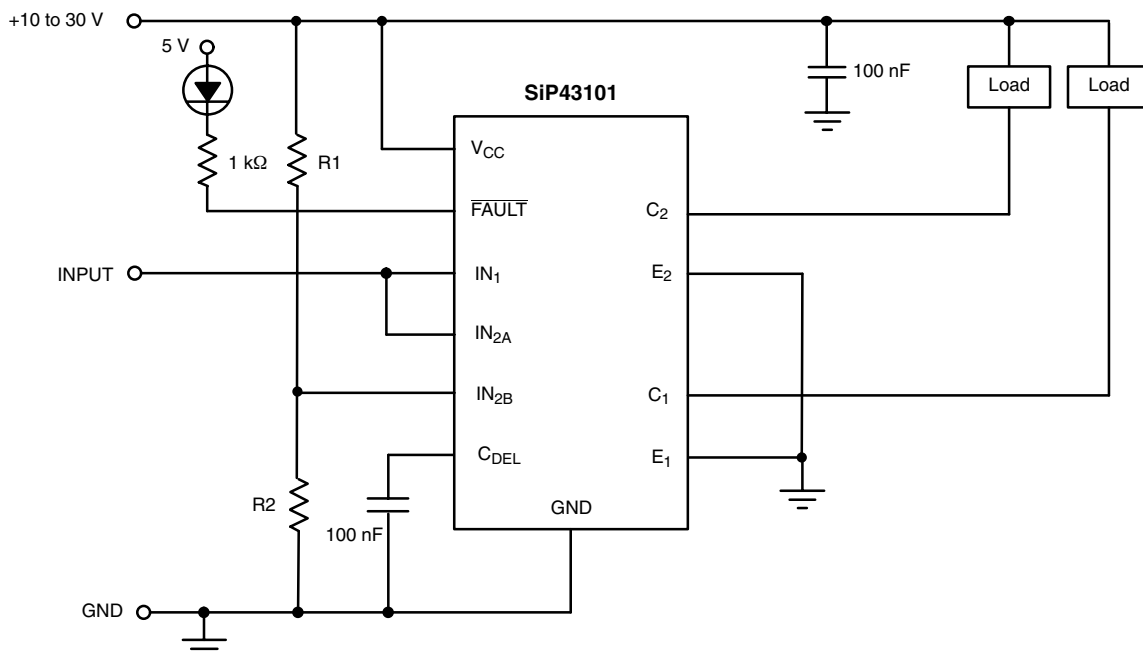 +10 to 30 V
5 V
100 nF
Load
Load
SiP43101
1 kΩ
R1
VCC
FAULT
C2
INPUT
IN1
E2
IN2A
IN2B
C1
CDEL
E1
R2
100 nF
GND
GND